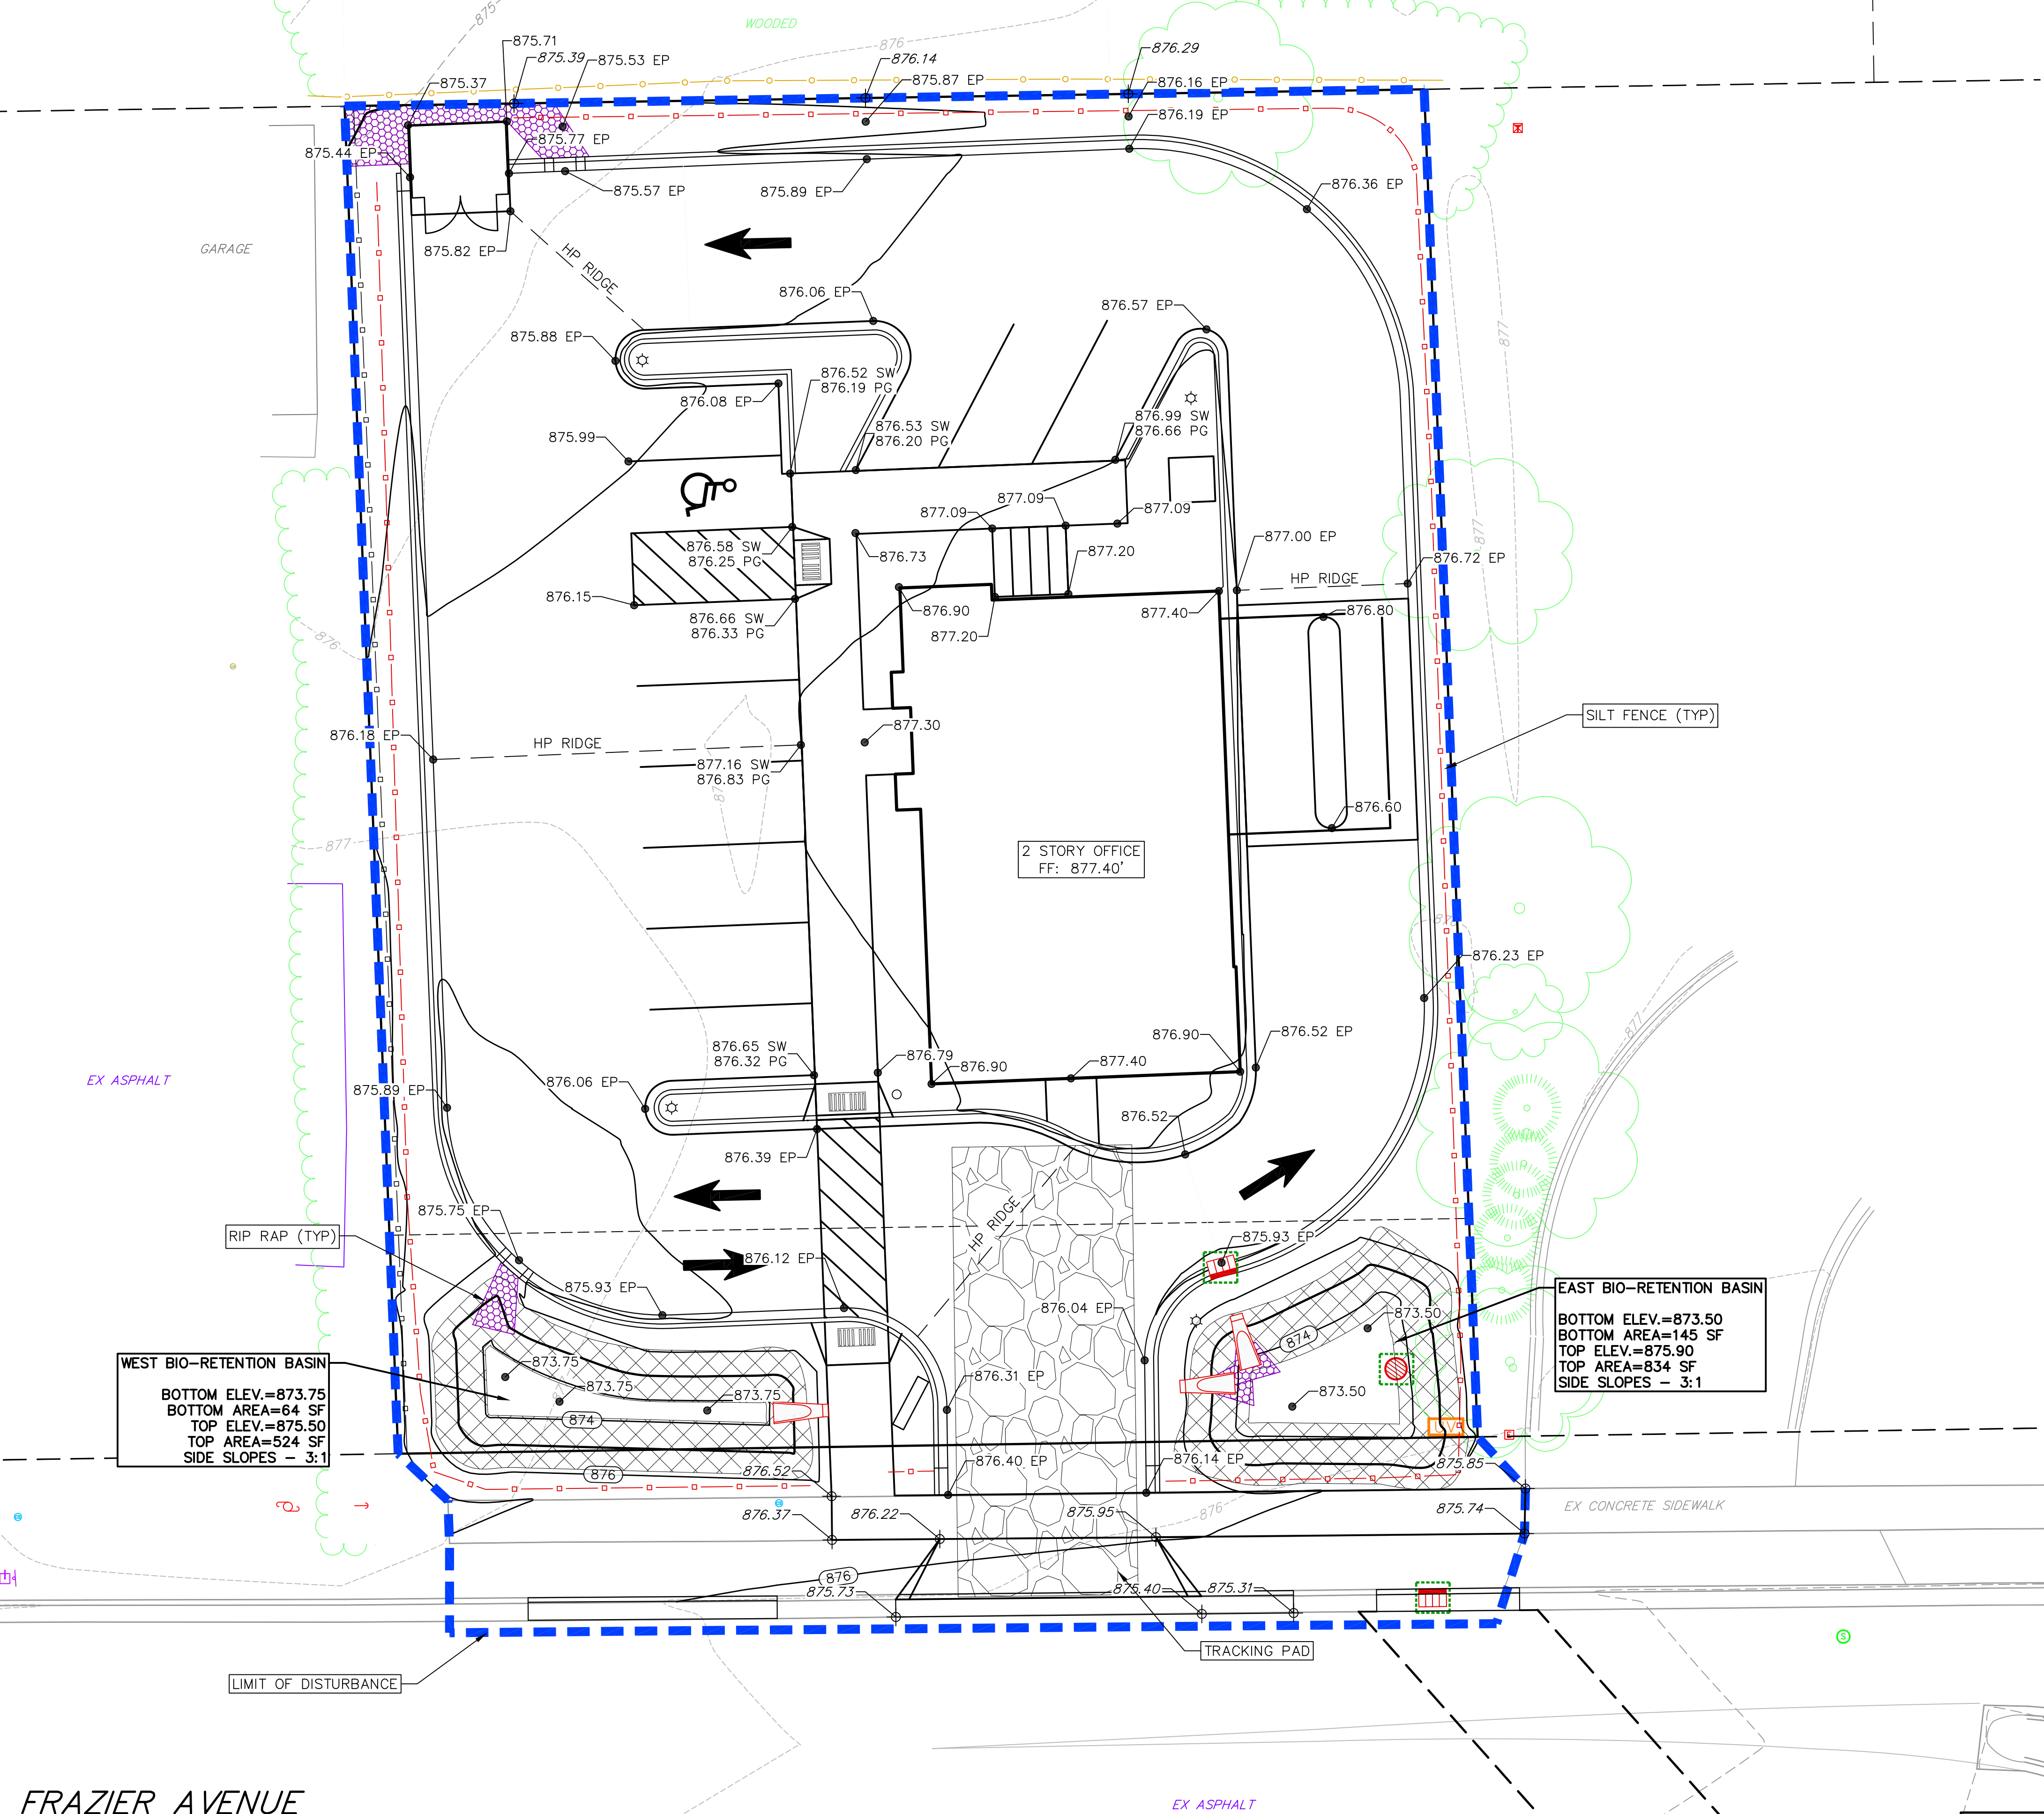 875
WOODED
876
875.71
875.39
875.53 EP
875.37
876.14
875.87 EP
876.29
876.16 EP
876.19 EP
875.44 EP
875.77 EP
875.57 EP
875.89 EP
876.36 EP
GARAGE
875.82 EP
HP RIDGE
876.06 EP
876.57 EP
877
875.88 EP
876.52 SW
876.19 PG
876.08 EP
876.53 SW
876.20 PG
876.99 SW
876.66 PG
875.99
877.09
877.09
877.09
877
876.58 SW
876.25 PG
876.73
877.20
877.00 EP
876.72 EP
HP RIDGE
876.15
876.66 SW
876.33 PG
876.90
877.20
877.40
876.80
876
SILT FENCE (TYP)
877.30
876.18 EP
HP RIDGE
877.16 SW
876.83 PG
876.60
877
2 STORY OFFICE
FF: 877.40'
876.23 EP
877
876.65 SW
876.32 PG
876.79
876.90
876.52 EP
877.40
876.90
EX ASPHALT
876.06 EP
875.89 EP
876.52
876.39 EP
875.75 EP
RIP RAP (TYP)
HP RIDGE
876.12 EP
875.93 EP
875.93 EP
876.04 EP
873.50
874
EAST BIO-RETENTION BASIN
BOTTOM ELEV.=873.50
BOTTOM AREA=145 SF
TOP ELEV.=875.90
TOP AREA=834 SF
SIDE SLOPES - 3:1
WEST BIO-RETENTION BASIN
BOTTOM ELEV.=873.75
BOTTOM AREA=64 SF
TOP ELEV.=875.50
TOP AREA=524 SF
SIDE SLOPES - 3:1
873.75
873.75
873.75
874
876.31 EP
873.50
E
876
876.52
876.40 EP
876.14 EP
875.85
876.37
876.22
875.95
876
875.74
EX CONCRETE SIDEWALK
876
875.73
875.40
875.31
S
TRACKING PAD
LIMIT OF DISTURBANCE
FRAZIER AVENUE
EX ASPHALT